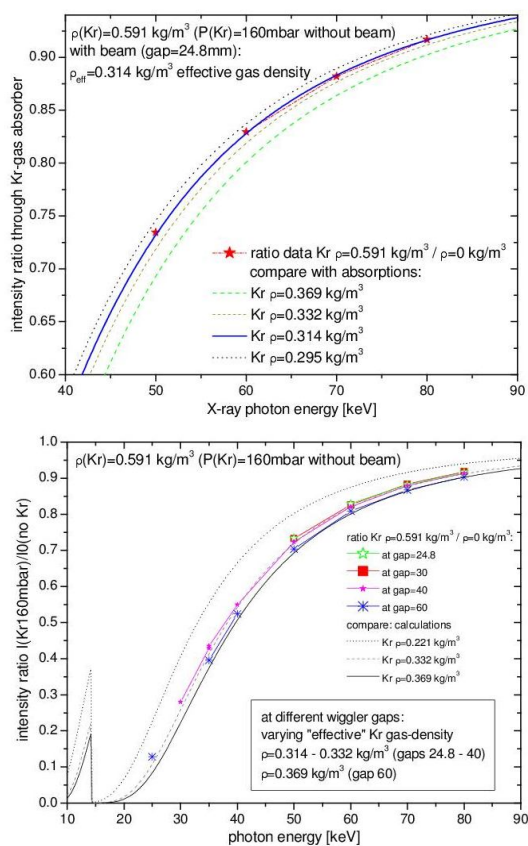 ρ(Kr)=0.591 kg/m³ (P(Kr)=160mbar without beam)
with beam (gap=24.8mm):
ρeff=0.314 kg/m³ effective gas density
0.90
0.85
0.80
0.75
0.70
0.65
0.60
intensity ratio through Kr-gas absorber
ratio data Kr ρ=0.591 kg/m³ / ρ=0 kg/m³
compare with absorptions:
Kr ρ=0.369 kg/m³
Kr ρ=0.332 kg/m³
Kr ρ=0.314 kg/m³
Kr ρ=0.295 kg/m³
40 50 60 70 80 90
X-ray photon energy [keV]
1.0
0.9
0.8
0.7
0.6
0.5
0.4
0.3
0.2
0.1
0.0
intensity ratio I(Kr160mbar)/I0(no Kr)
ρ(Kr)=0.591 kg/m³ (P(Kr)=160mbar without beam)
ratio Kr ρ=0.591 kg/m³ / ρ=0 kg/m³:
at gap=24.8
at gap=30
at gap=40
at gap=60
compare: calculations
Kr ρ=0.221 kg/m³
Kr ρ=0.332 kg/m³
Kr ρ=0.369 kg/m³
at different wiggler gaps:
varying "effective" Kr gas-density
ρ=0.314 - 0.332 kg/m³ (gaps 24.8 - 40)
ρ=0.369 kg/m³ (gap 60)
10 20 30 40 50 60 70 80 90
photon energy [keV]